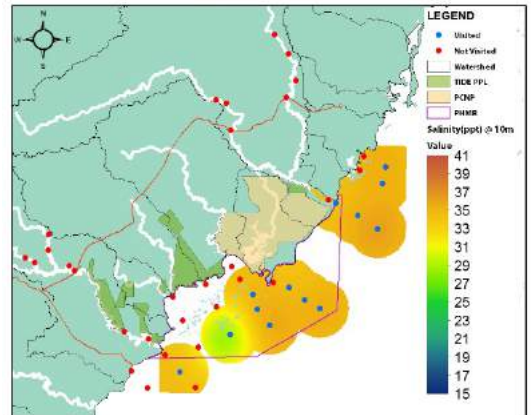 N
W E
S
LEGEND
Visited
Not Visited
Watershed
TIDE PPL
PCNP
PHMR
Salinity(ppt) @ 10m
Value
41
39
37
35
33
31
29
27
25
23
21
19
17
15